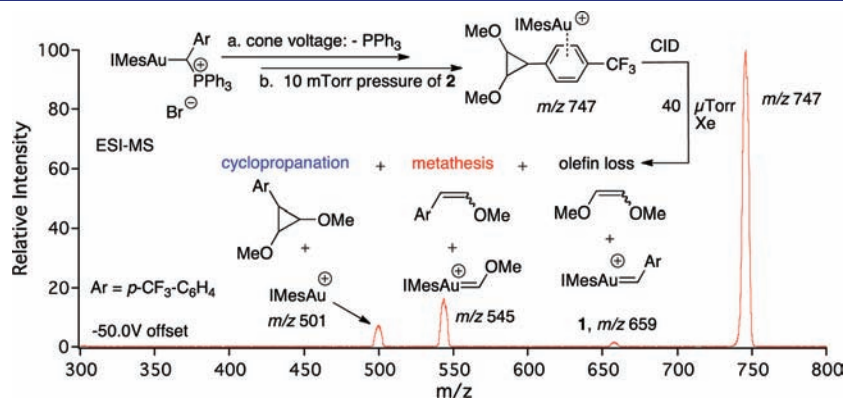 Relative Intensity
100
80
60
40
20
0
300 350 400 450 500 550 600 650 700 750 800
m/z
IMesAu
Ar
⊕
PPh₃
Br⊖
a. cone voltage: - PPh₃
b. 10 mTorr pressure of 2
MeO
MeO
IMesAu⊕
CF₃
m/z 747
CID
40 µTorr
Xe
m/z 747
ESI-MS
cyclopropanation + metathesis + olefin loss
Ar
OMe
MeO
Ar OMe
MeO OMe
+ + +
IMesAu⊕
m/z 501
IMesAu⊕ OMe
m/z 545
IMesAu⊕ Ar
1, m/z 659
Ar = p-CF₃-C₆H₄
-50.0V offset